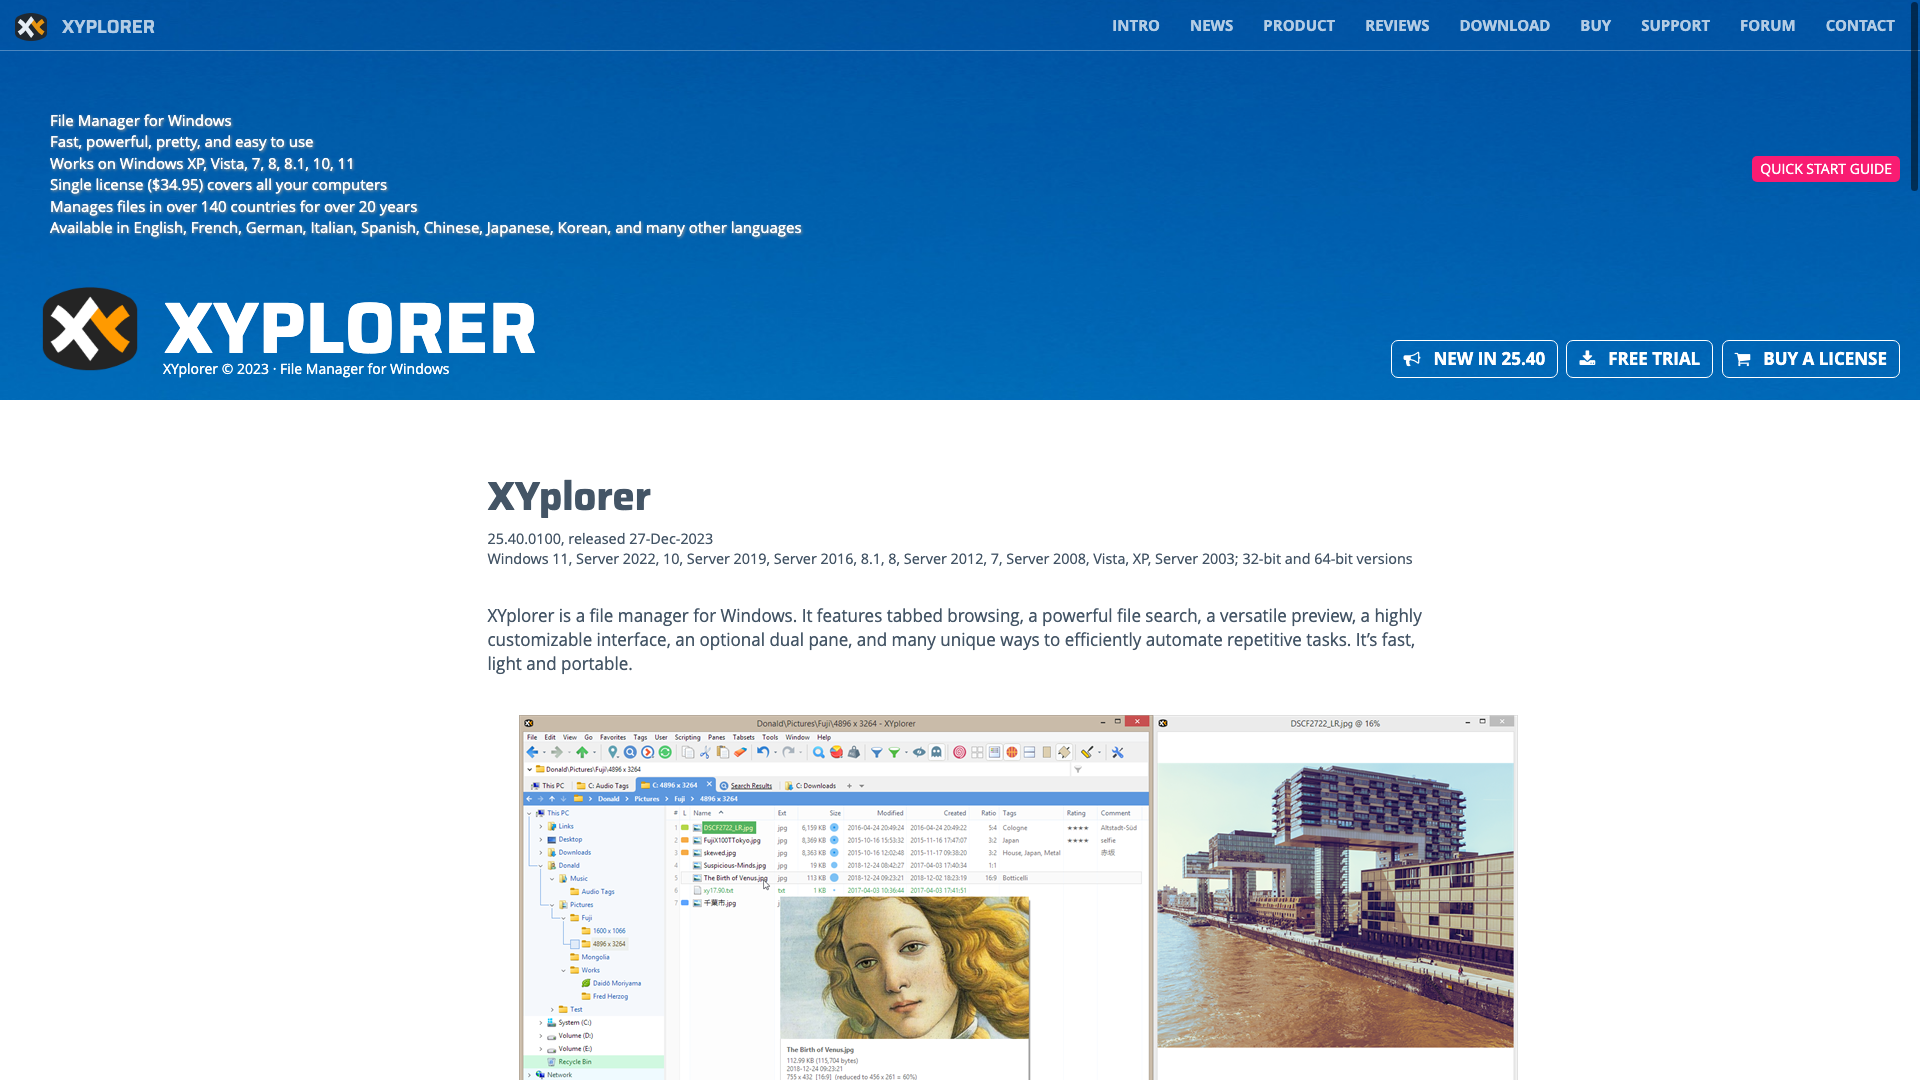 XYPLORER
INTRO NEWS PRODUCT REVIEWS DOWNLOAD BUY SUPPORT FORUM CONTACT
File Manager for Windows
Fast, powerful, pretty, and easy to use
Works on Windows XP, Vista, 7, 8, 8.1, 10, 11
Single license ($34.95) covers all your computers
Manages files in over 140 countries for over 20 years
Available in English, French, German, Italian, Spanish, Chinese, Japanese, Korean, and many other languages
QUICK START GUIDE
XYPLORER
XYplorer © 2023 · File Manager for Windows
NEW IN 25.40
FREE TRIAL
BUY A LICENSE
XYplorer
25.40.0100, released 27-Dec-2023
Windows 11, Server 2022, 10, Server 2019, Server 2016, 8.1, 8, Server 2012, 7, Server 2008, Vista, XP, Server 2003; 32-bit and 64-bit versions
XYplorer is a file manager for Windows. It features tabbed browsing, a powerful file search, a versatile preview, a highly
customizable interface, an optional dual pane, and many unique ways to efficiently automate repetitive tasks. It’s fast,
light and portable.
Donald\Pictures\Fuji\4896 x 3264 - XYplorer
File Edit View Go Favorites Tags User Scripting Panes Tabsets Tools Window Help
Donald\Pictures\Fuji\4896 x 3264
This PC C: Audio Tags C: 4896 x 3264 Search Results C: Downloads
Donald Pictures Fuji 4896 x 3264
This PC
Links
Desktop
Downloads
Donald
Music
Audio Tags
Pictures
Fuji
1600 x 1066
4896 x 3264
Mongolia
Works
Daidō Moriyama
Fred Herzog
Test
System (C:)
Volume (D:)
Volume (E:)
Recycle Bin
Network
# L Name Ext Size Modified Created Ratio Tags Rating Comment
1 DSCF2722_LR.jpg jpg 6,159 KB 2016-04-24 20:49:24 2016-04-24 20:49:22 5:4 Cologne ★★★★ Altstadt-Süd
2 FujiX100TTokyo.jpg jpg 8,369 KB 2015-10-16 15:53:32 2015-11-16 17:47:07 3:2 Japan ★★★★ selfie
3 skewed.jpg jpg 8,363 KB 2015-10-16 12:02:48 2015-11-17 09:38:20 3:2 House, Japan, Metal 赤坂
4 Suspicious-Minds.jpg jpg 19 KB 2018-12-24 08:42:27 2017-04-03 17:40:34 1:1
5 The Birth of Venus.jpg jpg 113 KB 2018-12-24 09:23:21 2018-12-02 18:23:19 16:9 Botticelli
6 xy17.90.txt txt 1 KB 2017-04-03 10:36:44 2017-04-03 17:41:51
7 千葉市.jpg
The Birth of Venus.jpg
112.99 KB (115,704 bytes)
2018-12-24 09:23:21
755 x 432 [16:9] (reduced to 456 x 261 = 60%)
DSCF2722_LR.jpg @ 16%